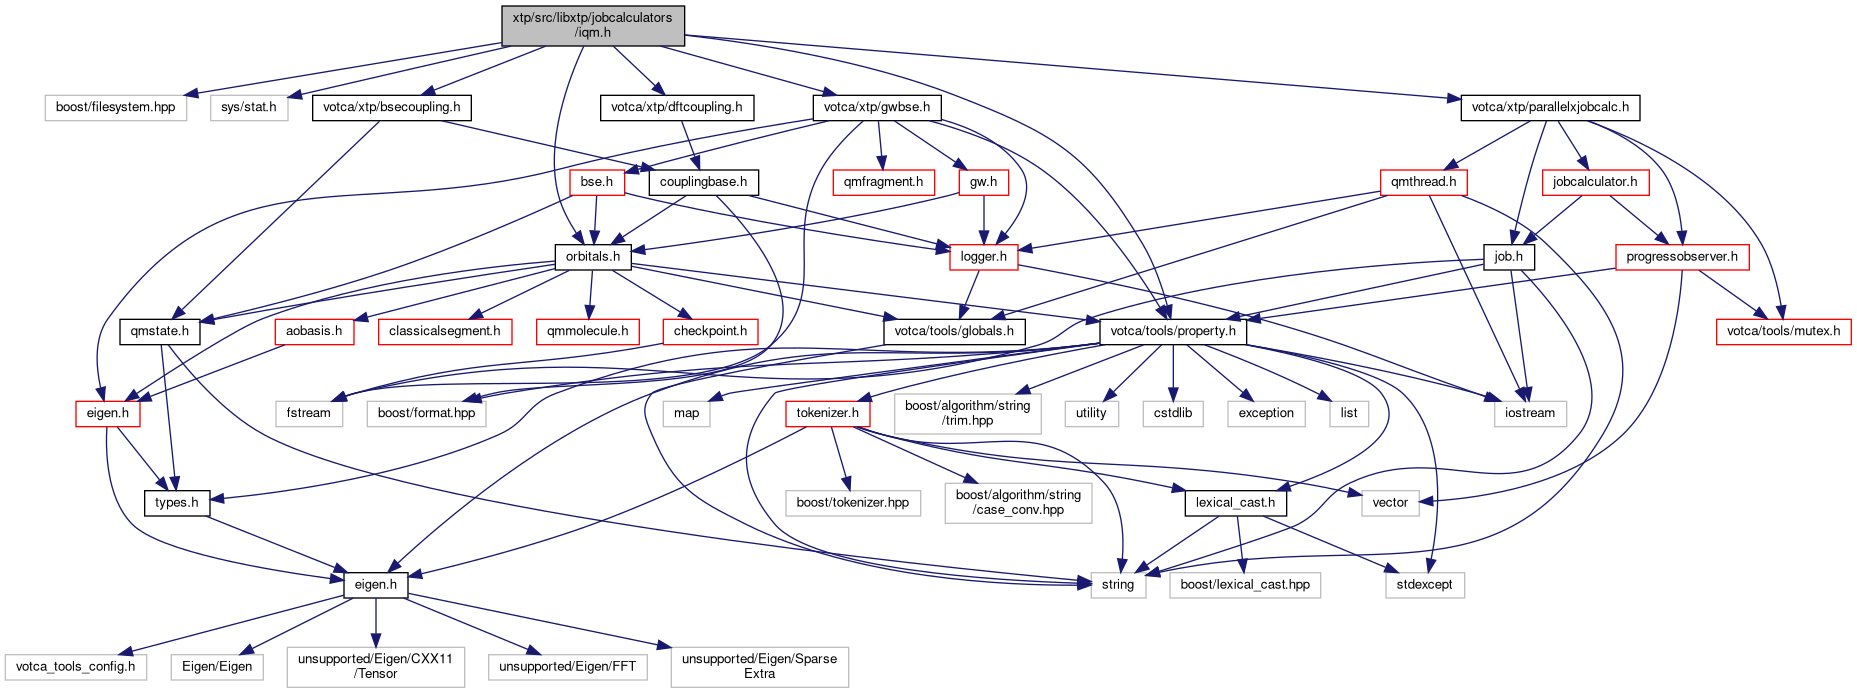 xtp/src/libxtp/jobcalculators
/iqm.h
boost/filesystem.hpp
sys/stat.h
votca/xtp/bsecoupling.h
votca/xtp/dftcoupling.h
votca/xtp/gwbse.h
votca/xtp/parallelxjobcalc.h
bse.h
couplingbase.h
qmfragment.h
gw.h
qmthread.h
jobcalculator.h
orbitals.h
logger.h
job.h
progressobserver.h
qmstate.h
aobasis.h
classicalsegment.h
qmmolecule.h
checkpoint.h
votca/tools/globals.h
votca/tools/property.h
votca/tools/mutex.h
eigen.h
fstream
boost/format.hpp
map
tokenizer.h
boost/algorithm/string
/trim.hpp
utility
cstdlib
exception
list
iostream
types.h
boost/tokenizer.hpp
boost/algorithm/string
/case_conv.hpp
lexical_cast.h
vector
eigen.h
string
boost/lexical_cast.hpp
stdexcept
votca_tools_config.h
Eigen/Eigen
unsupported/Eigen/CXX11
/Tensor
unsupported/Eigen/FFT
unsupported/Eigen/Sparse
Extra